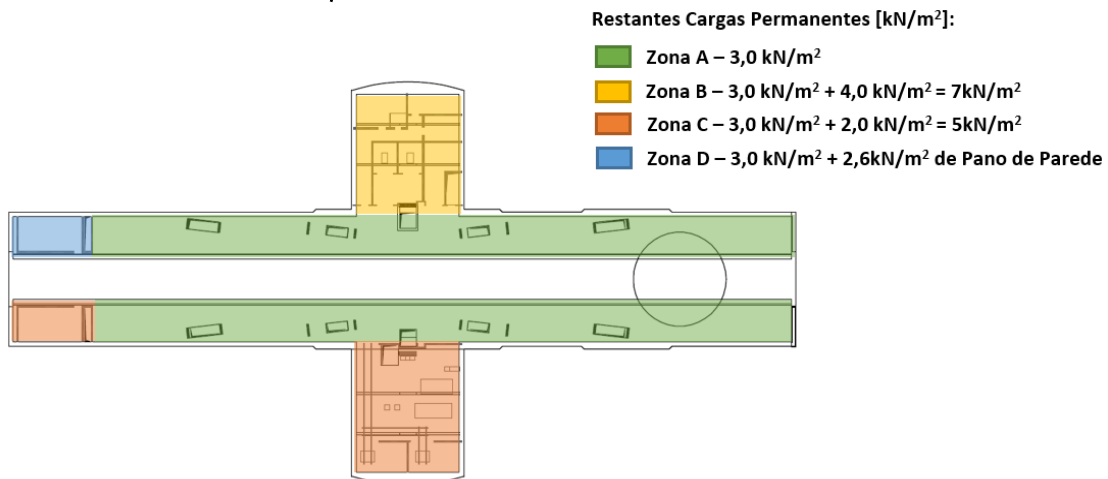 Restantes Cargas Permanentes [kN/m²]:
Zona A – 3,0 kN/m²
Zona B – 3,0 kN/m² + 4,0 kN/m² = 7kN/m²
Zona C – 3,0 kN/m² + 2,0 kN/m² = 5kN/m²
Zona D – 3,0 kN/m² + 2,6kN/m² de Pano de Parede